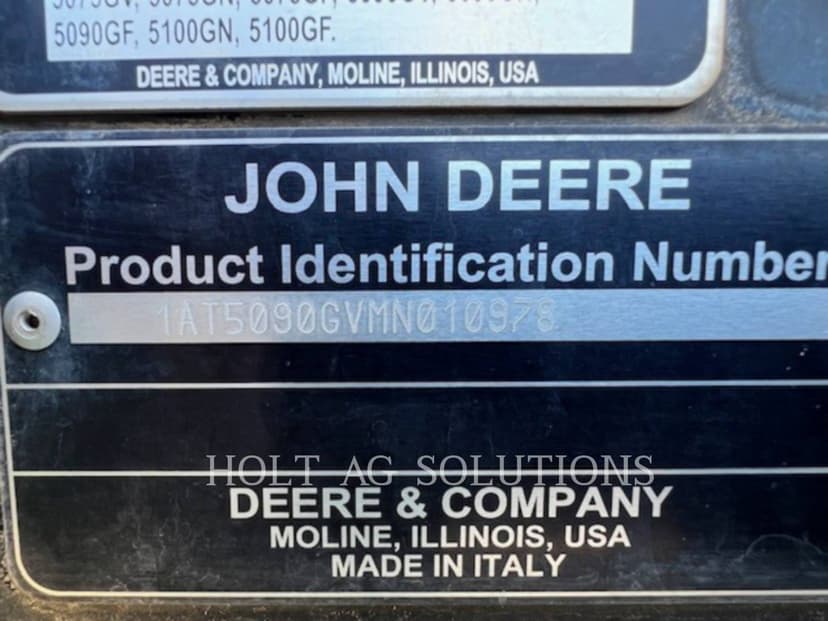 5090GF, 5100GN, 5100GF.
DEERE & COMPANY, MOLINE, ILLINOIS, USA
JOHN DEERE
Product Identification Number
1AT5090GVMN010978
HOLT AG SOLUTIONS
DEERE & COMPANY
MOLINE, ILLINOIS, USA
MADE IN ITALY